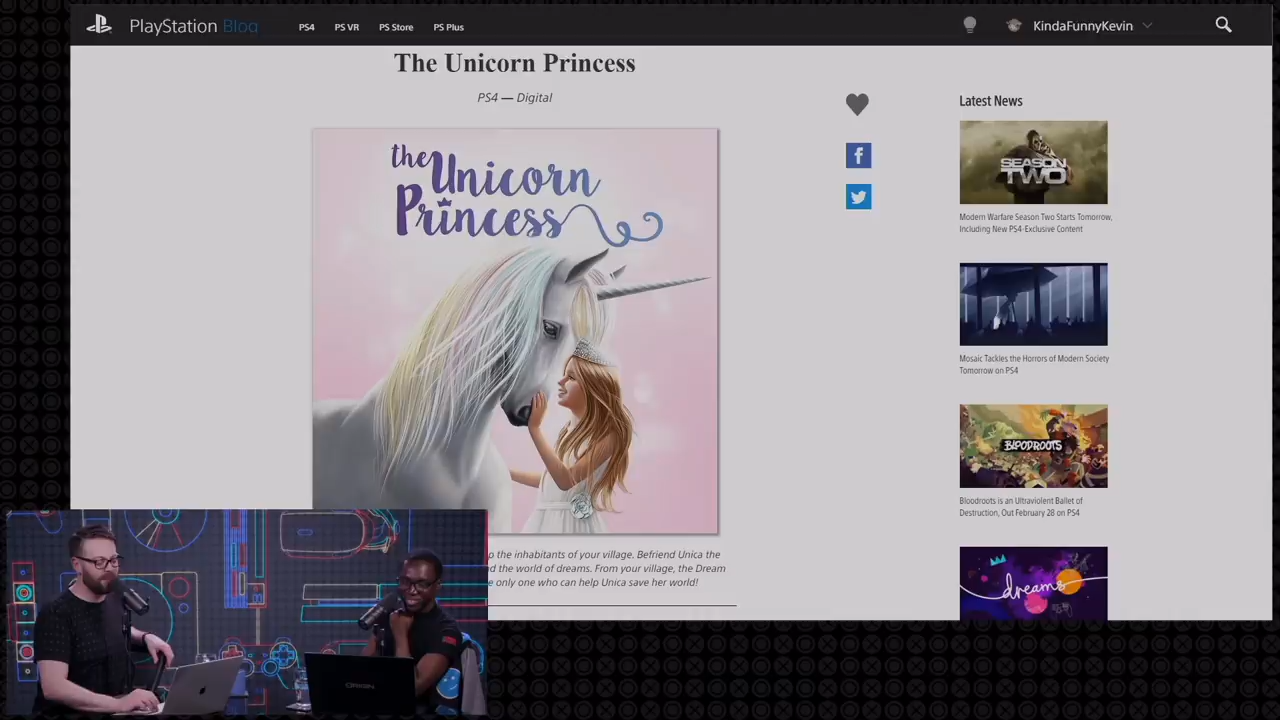 PlayStation Blog
PS4
PS VR
PS Store
PS Plus
KindaFunnyKevin
The Unicorn Princess
PS4 — Digital
the Unicorn
Princess
p the inhabitants of your village. Befriend Unica the
d the world of dreams. From your village, the Dream
e only one who can help Unica save her world!
Latest News
SEASON
TWO
Modern Warfare Season Two Starts Tomorrow,
Including New PS4-Exclusive Content
Mosaic Tackles the Horrors of Modern Society
Tomorrow on PS4
BLOODROOTS
Bloodroots is an Ultraviolent Ballet of
Destruction, Out February 28 on PS4
dreams
ORIGIN